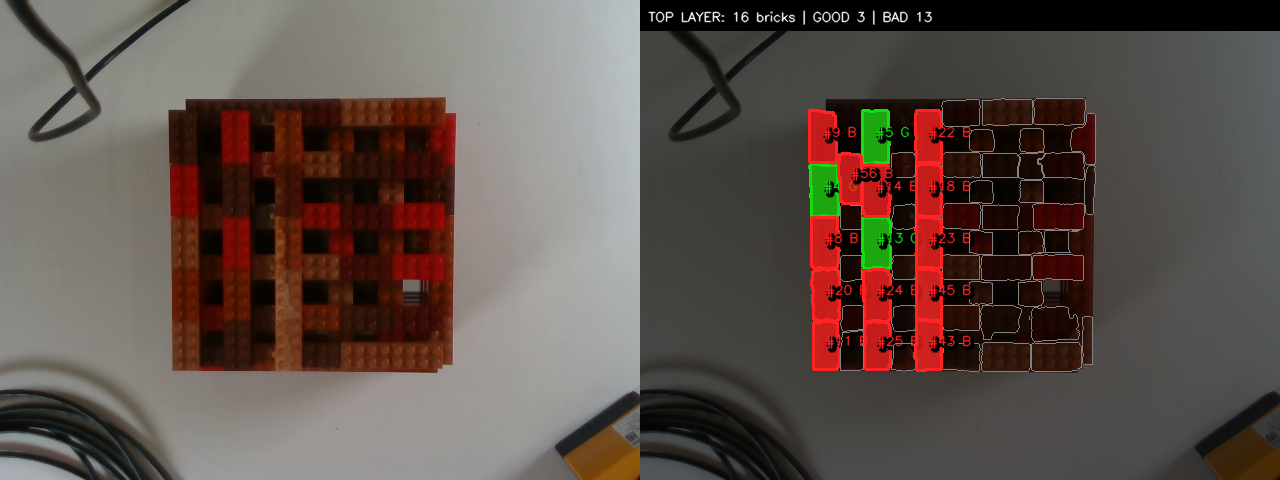 TOP LAYER: 16 bricks | GOOD 3 | BAD 13
#9 B
#5 G
#22 B
#56 B
#14 B
#18 B
#8 B
#13 G
#23 B
#20 B
#24 B
#45 B
#25 B
#43 B